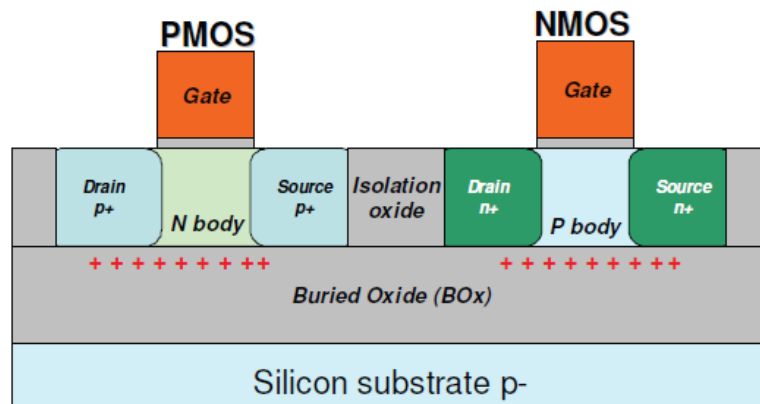 PMOS
NMOS
Gate
Gate
Drain
p+
N body
Source
p+
Isolation
oxide
Drain
n+
P body
Source
n+
+ + + + + + + ++
+ + + + + + + ++
Buried Oxide (BOx)
Silicon substrate p-